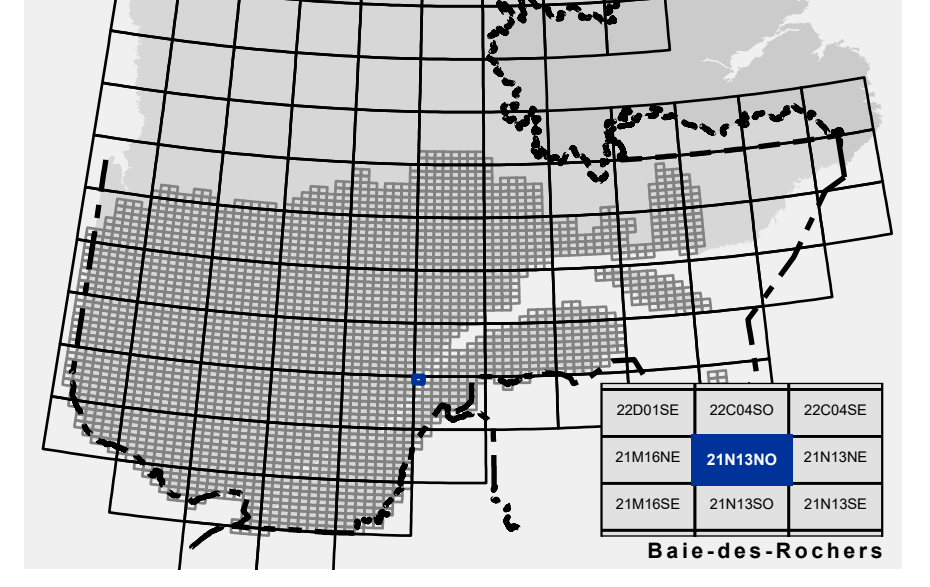 22D01SE 22C04SO 22C04SE
21M16NE 21N13NO 21N13NE
21M16SE 21N13SO 21N13SE
Baie-des-Rochers